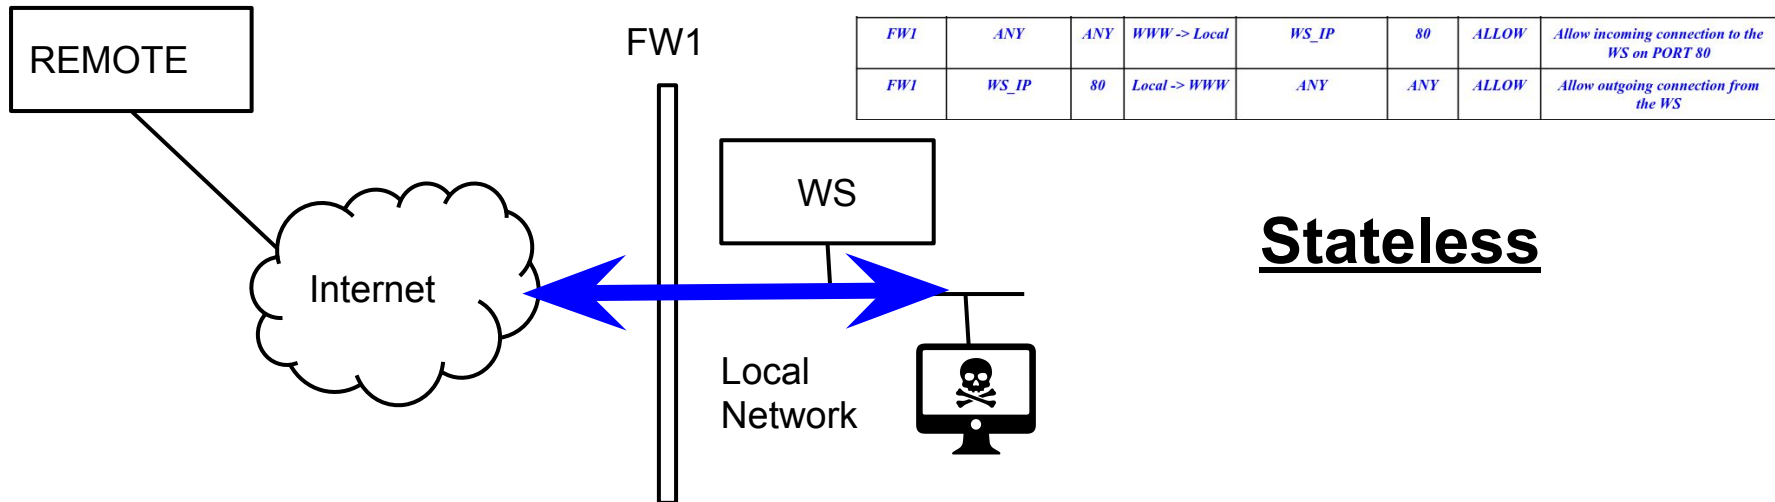 REMOTE
FW1
FW1 ANY ANY WWW -> Local WS_IP 80 ALLOW Allow incoming connection to the
WS on PORT 80
FW1 WS_IP 80 Local -> WWW ANY ANY ALLOW Allow outgoing connection from
the WS
WS
Stateless
Internet
Local
Network